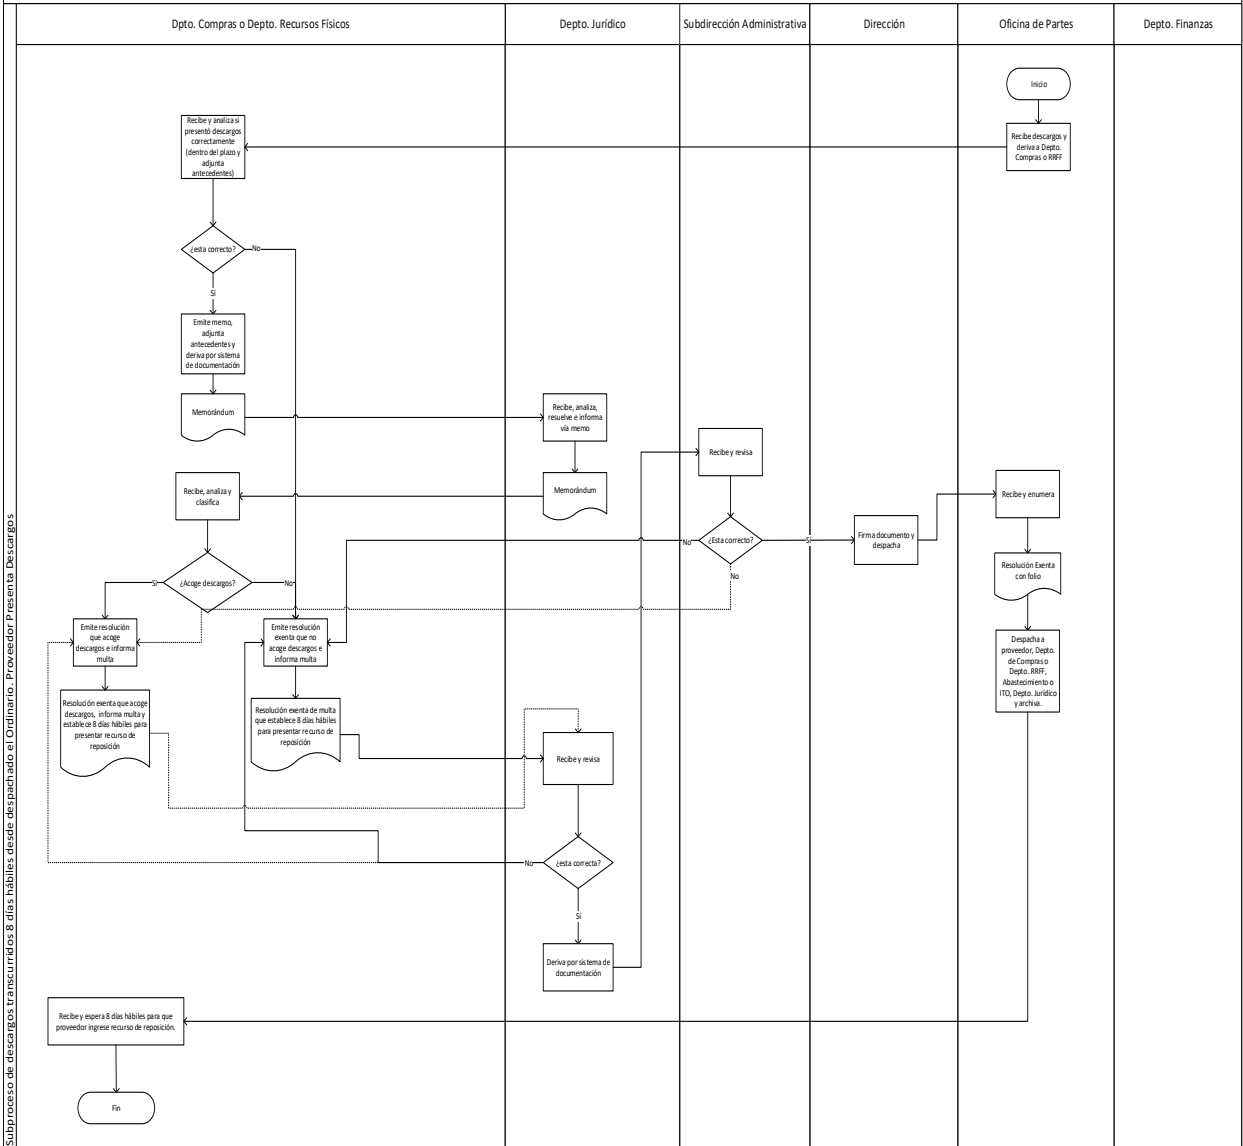 Dpto. Compras o Depto. Recursos Físicos
Depto. Jurídico
Subdirección Administrativa
Dirección
Oficina de Partes
Depto. Finanzas
Subproceso de descargos transcurridos 8 días hábiles desde despachado el Ordinario. Proveedor Presenta Descargos
Inicio
Recibe descargos y
deriva a Depto.
Compras o RRFF
Recibe y analiza si
presentó descargos
correctamente
(dentro del plazo y
adjunta
antecedentes)
¿esta correcto?
No
Sí
Emite memo,
adjunta
antecedentes y
deriva por sistema
de documentación
Memorándum
Recibe, analiza,
resuelve e informa
vía memo
Memorándum
Recibe, analiza y
clasifica
¿Acoge descargos?
Sí
No
Emite resolución
que acoge
descargos e informa
multa
Emite resolución
exenta que no
acoge descargos e
informa multa
Resolución exenta que acoge
descargos, informa multa y
establece 8 días hábiles para
presentar recurso de
reposición
Resolución exenta de multa
que establece 8 días hábiles
para presentar recurso de
reposición
Recibe y revisa
¿esta correcta?
No
Sí
Deriva por sistema de
documentación
Recibe y revisa
¿Esta correcto?
No
No
Sí
Firma documento y
despacha
Recibe y enumera
Resolución Exenta
con folio
Despacha a
proveedor, Depto.
de Compras o
Depto. RRFF,
Abastecimiento o
ITO, Depto. Jurídico
y archiva.
Recibe y espera 8 días hábiles para que
proveedor ingrese recurso de reposición.
Fin